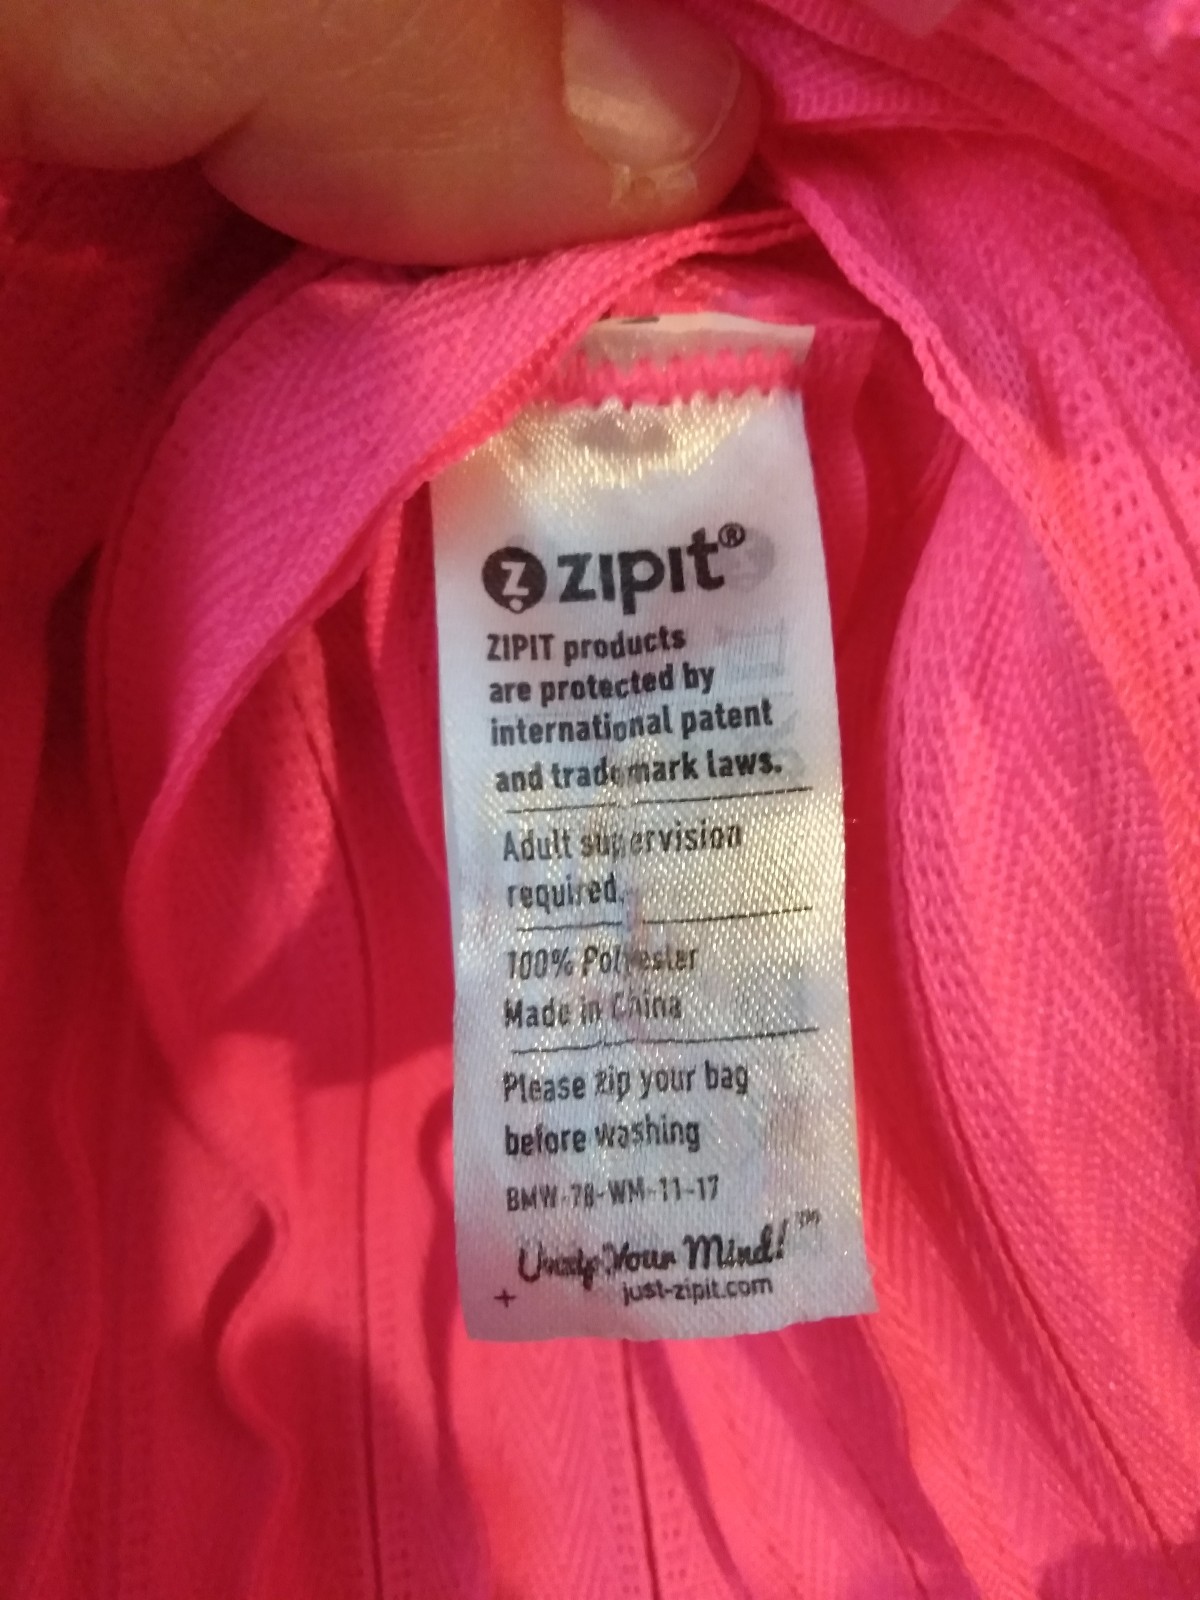 Z zipit®
ZIPIT products
are protected by
international patent
and trademark laws.
Adult supervision
required.
100% Polyester
Made in China
Please zip your bag
before washing
BMW-78-WM-11-17
Unzip Your Mind!™
just-zipit.com